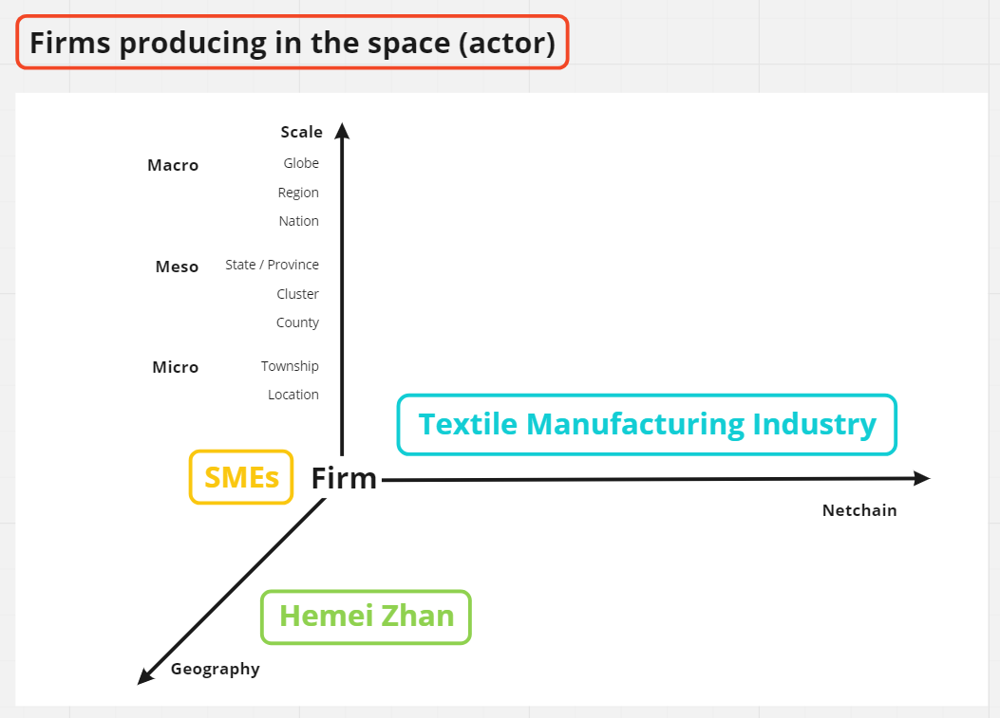 Firms producing in the space (actor)
Scale
Macro
Globe
Region
Nation
Meso
State / Province
Cluster
County
Micro
Township
Location
Textile Manufacturing Industry
SMEs
Firm
Netchain
Hemei Zhan
Geography